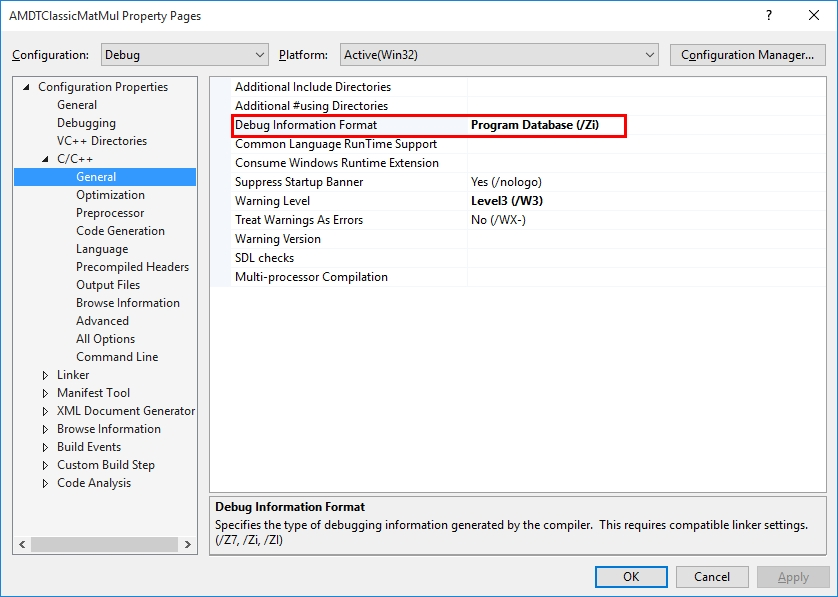 AMDTClassicMatMul Property Pages
?
Configuration: Debug Platform: Active(Win32) Configuration Manager...
Configuration Properties
General
Debugging
VC++ Directories
C/C++
General
Optimization
Preprocessor
Code Generation
Language
Precompiled Headers
Output Files
Browse Information
Advanced
All Options
Command Line
Linker
Manifest Tool
XML Document Generator
Browse Information
Build Events
Custom Build Step
Code Analysis
Additional Include Directories
Additional #using Directories
Debug Information Format Program Database (/Zi)
Common Language RunTime Support
Consume Windows Runtime Extension
Suppress Startup Banner Yes (/nologo)
Warning Level Level3 (/W3)
Treat Warnings As Errors No (/WX-)
Warning Version
SDL checks
Multi-processor Compilation
Debug Information Format
Specifies the type of debugging information generated by the compiler.  This requires compatible linker settings.
(/Z7, /Zi, /ZI)
OK Cancel Apply